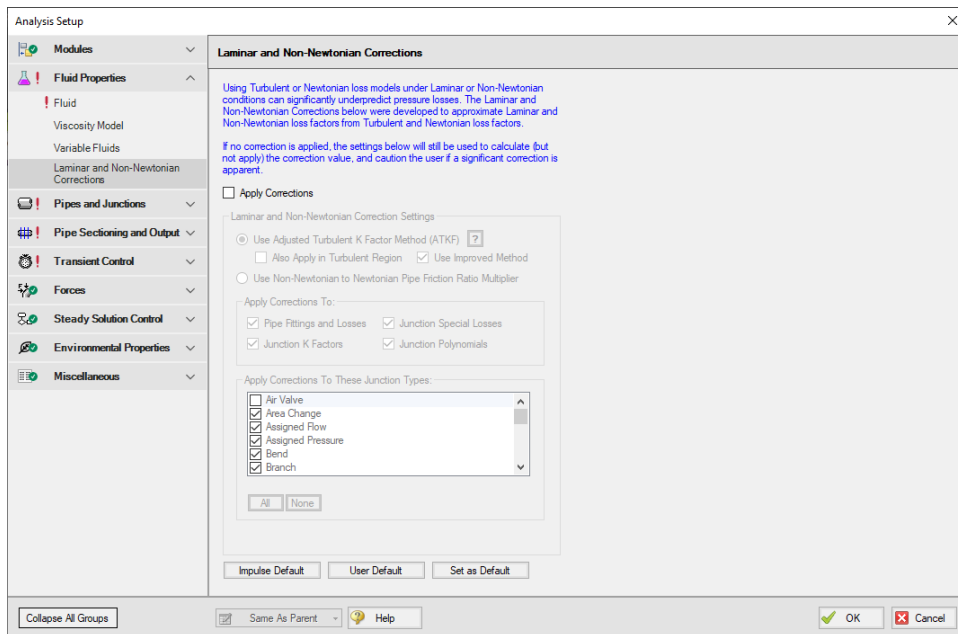 Analysis Setup
Modules
Fluid Properties
Fluid
Viscosity Model
Variable Fluids
Laminar and Non-Newtonian
Corrections
Pipes and Junctions
Pipe Sectioning and Output
Transient Control
Forces
Steady Solution Control
Environmental Properties
Miscellaneous
Laminar and Non-Newtonian Corrections
Using Turbulent or Newtonian loss models under Laminar or Non-Newtonian
conditions can significantly underpredict pressure losses. The Laminar and
Non-Newtonian Corrections below were developed to approximate Laminar and
Non-Newtonian loss factors from Turbulent and Newtonian loss factors.
If no correction is applied, the settings below will still be used to calculate (but
not apply) the correction value, and caution the user if a significant correction is
apparent.
Apply Corrections
Laminar and Non-Newtonian Correction Settings
Use Adjusted Turbulent K Factor Method (ATKF) ?
Also Apply in Turbulent Region Use Improved Method
Use Non-Newtonian to Newtonian Pipe Friction Ratio Multiplier
Apply Corrections To:
Pipe Fittings and Losses Junction Special Losses
Junction K Factors Junction Polynomials
Apply Corrections To These Junction Types:
Air Valve
Area Change
Assigned Flow
Assigned Pressure
Bend
Branch
All None
Impulse Default User Default Set as Default
Collapse All Groups Same As Parent Help OK Cancel